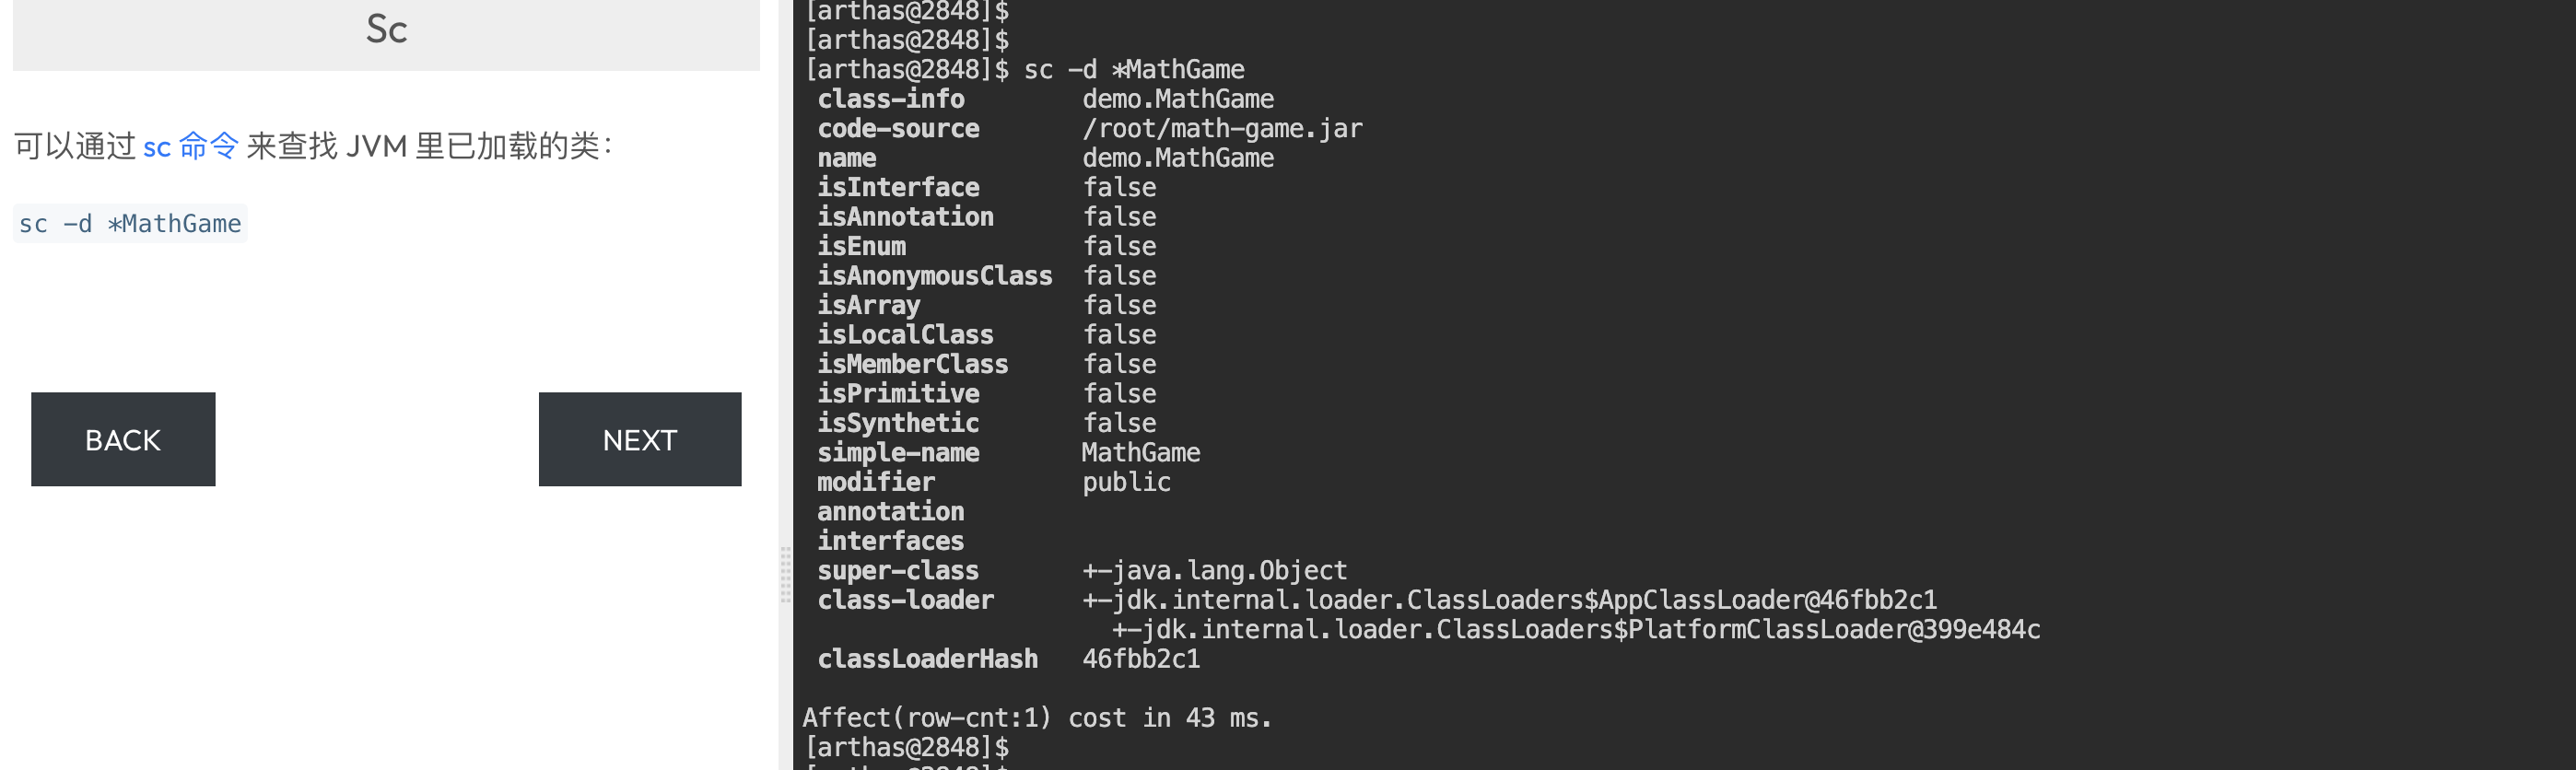 Sc
可以通过 sc 命令 来查找 JVM 里已加载的类：
sc -d *MathGame
BACK
NEXT
[arthas@2848]$
[arthas@2848]$
[arthas@2848]$ sc -d *MathGame
class-info demo.MathGame
code-source /root/math-game.jar
name demo.MathGame
isInterface false
isAnnotation false
isEnum false
isAnonymousClass false
isArray false
isLocalClass false
isMemberClass false
isPrimitive false
isSynthetic false
simple-name MathGame
modifier public
annotation
interfaces
super-class +-java.lang.Object
class-loader +-jdk.internal.loader.ClassLoaders$AppClassLoader@46fbb2c1
+-jdk.internal.loader.ClassLoaders$PlatformClassLoader@399e484c
classLoaderHash 46fbb2c1
Affect(row-cnt:1) cost in 43 ms.
[arthas@2848]$